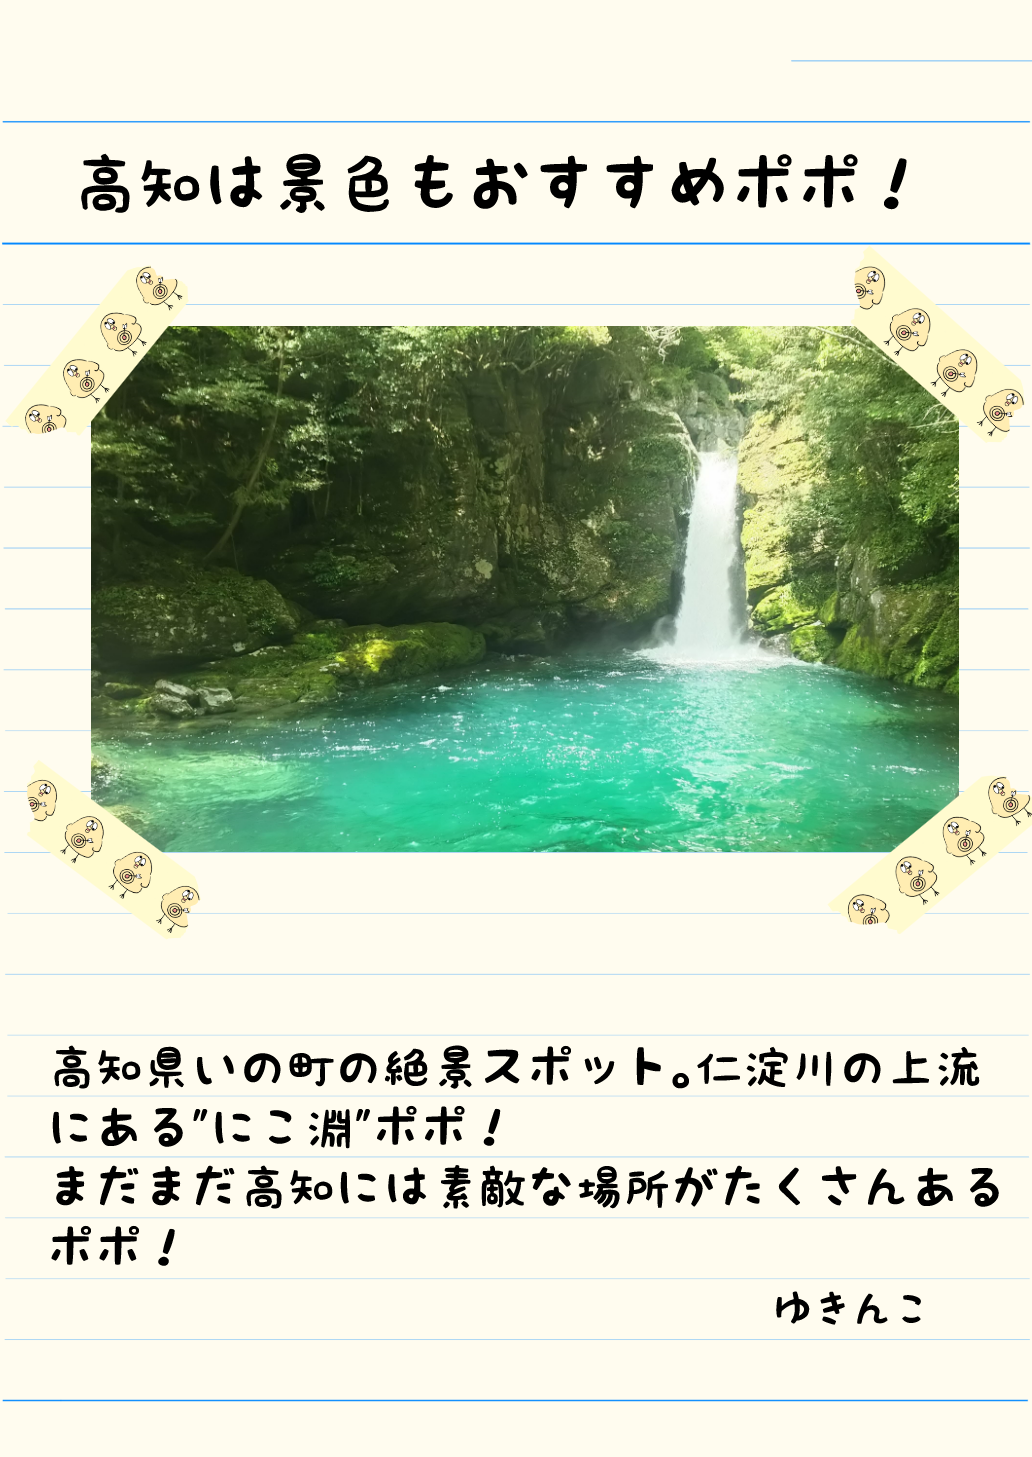 高知は景色もおすすめポポ！
高知県いの町の絶景スポット。仁淀川の上流
にある"にこ淵"ポポ！
まだまだ高知には素敵な場所がたくさんある
ポポ！
ゆきんこ